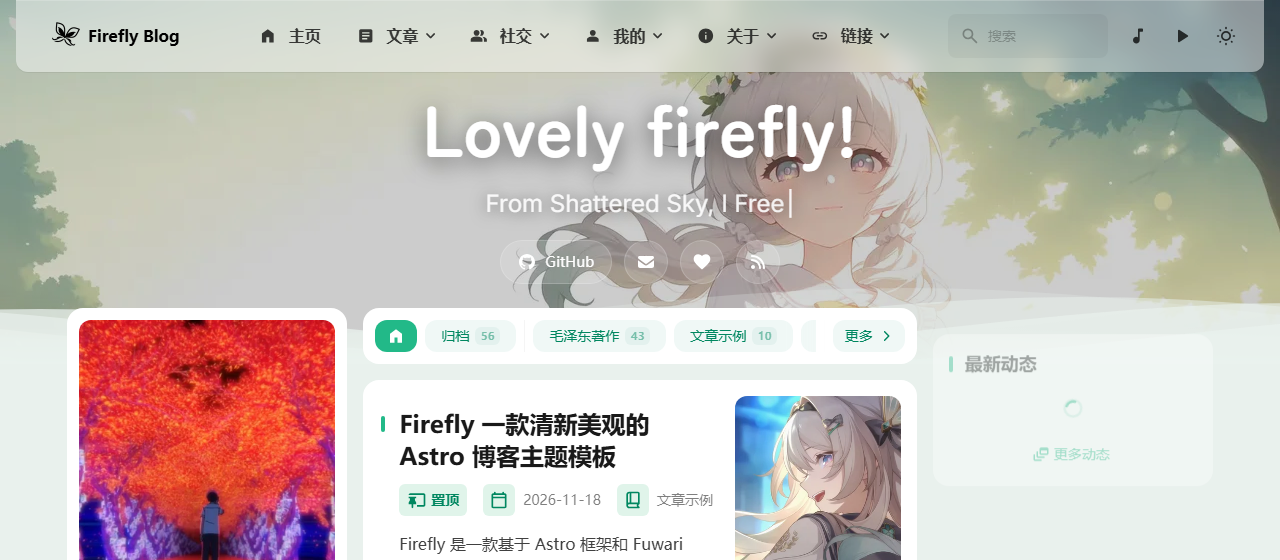 Firefly Blog 主页 文章 社交 我的 关于 链接 搜索
Lovely firefly!
From Shattered Sky, I Free
GitHub
归档 56 毛泽东著作 43 文章示例 10 更多
最新动态
更多动态
Firefly 一款清新美观的
Astro 博客主题模板
置顶 2026-11-18 文章示例
Firefly 是一款基于 Astro 框架和 Fuwari